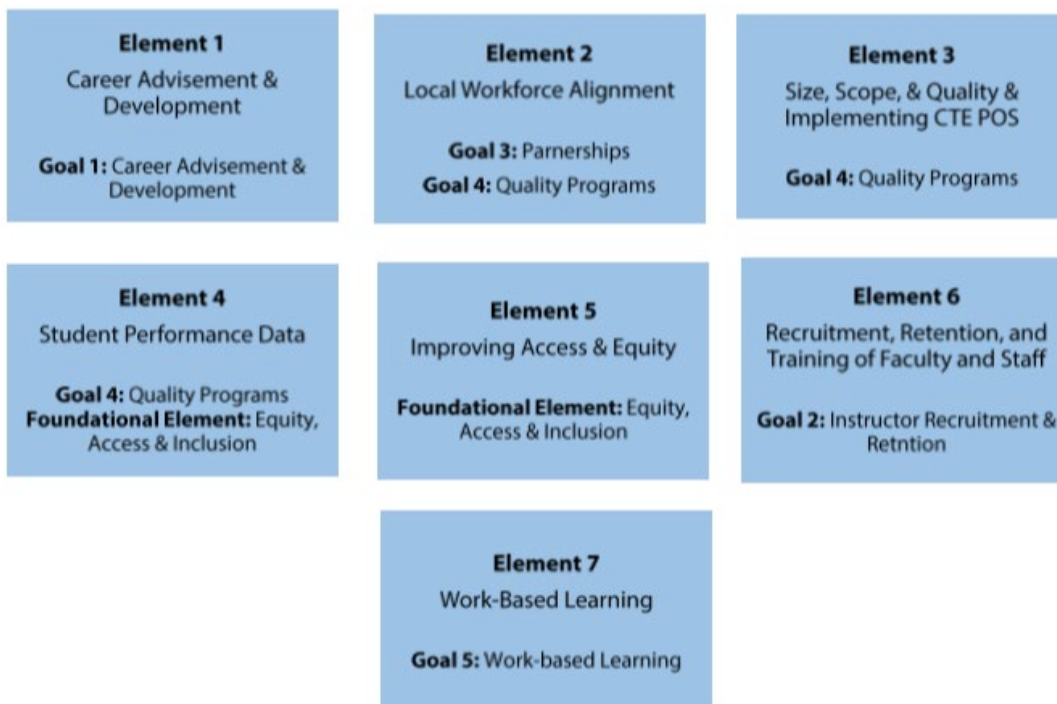 Element 1
Career Advisement &
Development
Goal 1: Career Advisement &
Development
Element 2
Local Workforce Alignment
Goal 3: Parnerships
Goal 4: Quality Programs
Element 3
Size, Scope, & Quality &
Implementing CTE POS
Goal 4: Quality Programs
Element 4
Student Performance Data
Goal 4: Quality Programs
Foundational Element: Equity,
Access & Inclusion
Element 5
Improving Access & Equity
Foundational Element: Equity,
Access & Inclusion
Element 6
Recruitment, Retention, and
Training of Faculty and Staff
Goal 2: Instructor Recruitment &
Retntion
Element 7
Work-Based Learning
Goal 5: Work-based Learning